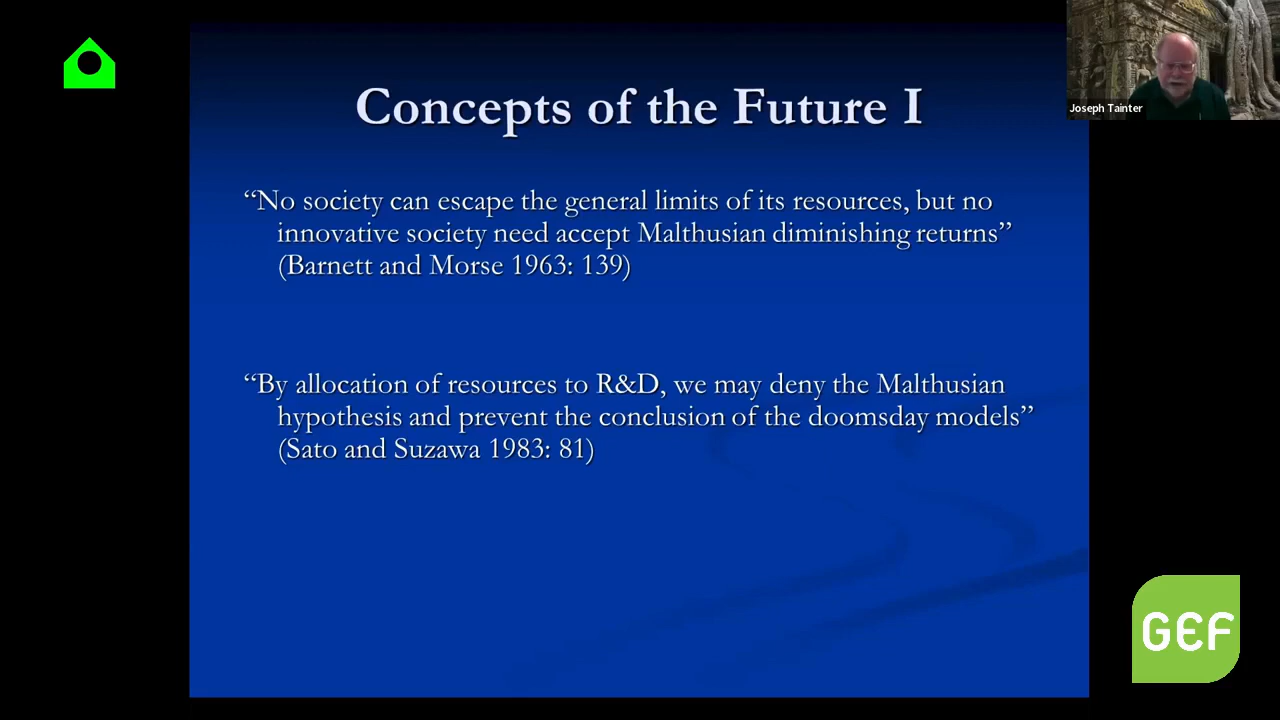 Concepts of the Future I
“No society can escape the general limits of its resources, but no
innovative society need accept Malthusian diminishing returns”
(Barnett and Morse 1963: 139)
“By allocation of resources to R&D, we may deny the Malthusian
hypothesis and prevent the conclusion of the doomsday models”
(Sato and Suzawa 1983: 81)
Joseph Tainter
GEF